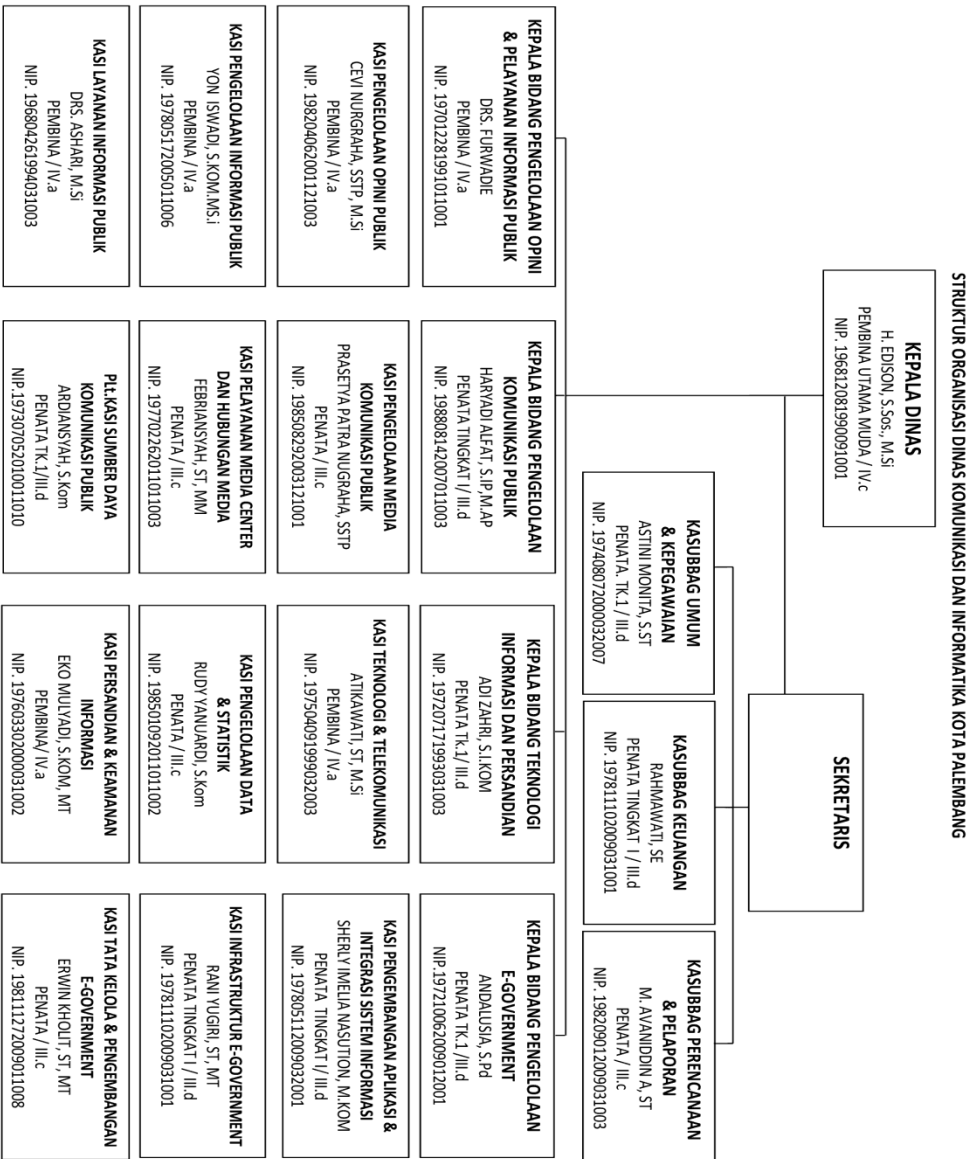 STRUKTUR ORGANISASI DINAS KOMUNIKASI DAN INFORMATIKA KOTA PALEMBANG
KEPALA DINAS
H. EDISON, S.Sos., M.Si
PEMBINA UTAMA MUDA / IV.c
NIP. 196812081990091001
SEKRETARIS
KASUBBAG UMUM
& KEPEGAWAIAN
ASTINI MONITA, S.ST
PENATA. TK.1 / III.d
NIP. 197408072000032007
KASUBBAG KEUANGAN
RAHMAWATI, SE
PENATA TINGKAT I / III.d
NIP. 197811102009031001
KASUBBAG PERENCANAAN
& PELAPORAN
M. AVANIDDIN A, ST
PENATA / III.c
NIP. 198209012009031003
KEPALA BIDANG PENGELOLAAN OPINI
& PELAYANAN INFORMASI PUBLIK
DRS. FURWADIE
PEMBINA / IV.a
NIP. 197012281991011001
KEPALA BIDANG PENGELOLAAN
KOMUNIKASI PUBLIK
HARYADI ALFAT, S.IP,M.AP
PENATA TINGKAT I/ III.d
NIP. 198808142007011003
KEPALA BIDANG TEKNOLOGI
INFORMASI DAN PERSANDIAN
ADI ZAHRI, S.I.KOM
PENATA Tk.1/ III.d
NIP. 197207171993031003
KEPALA BIDANG PENGELOLAAN
E-GOVERNMENT
ANDALUSIA, S.Pd
PENATA TK.1 /III.d
NIP.197210062009012001
KASI PENGELOLAAN OPINI PUBLIK
CEVI NURGRAHA, SSTP, M.Si
PEMBINA / IV.a
NIP. 198204062001121003
KASI PENGELOLAAN MEDIA
KOMUNIKASI PUBLIK
PRASETYA PATRA NUGRAHA, SSTP
PENATA / III.c
NIP. 198508292003121001
KASI TEKNOLOGI & TELEKOMUNIKASI
ATIKAWATI, ST, M.Si
PEMBINA / IV.a
NIP. 197504091999032003
KASI PENGEMBANGAN APLIKASI &
INTEGRASI SISTEM INFORMASI
SHERLY IMELIA NASUTION, M.KOM
PENATA TINGKAT I/ III.d
NIP. 197805112009032001
KASI PENGELOLAAN INFORMASI PUBLIK
YON ISWADI, S.KOM.MS.i
PEMBINA / IV.a
NIP. 197805172005011006
KASI PELAYANAN MEDIA CENTER
DAN HUBUNGAN MEDIA
FEBRIANSYAH, ST, MM
PENATA / III.c
NIP. 197702262011011003
KASI PENGELOLAAN DATA
& STATISTIK
RUDY YANUARDI, S.Kom
PENATA / III.c
NIP. 198501092011011002
KASI INFRASTRUKTUR E-GOVERNMENT
RANI YUGIRI, ST, MT
PENATA TINGKAT I / III.d
NIP. 197811102009031001
KASI LAYANAN INFORMASI PUBLIK
DRS. ASHARI, M.Si
PEMBINA / IV.a
NIP. 196804261994031003
Plt.KASI SUMBER DAYA
KOMUNIKASI PUBLIK
ARDIANSYAH, S.Kom
PENATA TK.1/III.d
NIP.197307052010011010
KASI PERSANDIAN & KEAMANAN
INFORMASI
EKO MULYADI, S.KOM, MT
PEMBINA/ IV.a
NIP. 197603302000031002
KASI TATA KELOLA & PENGEMBANGAN
E-GOVERNMENT
ERWIN KHOLIT, ST, MT
PENATA / III.c
NIP. 198111272009011008